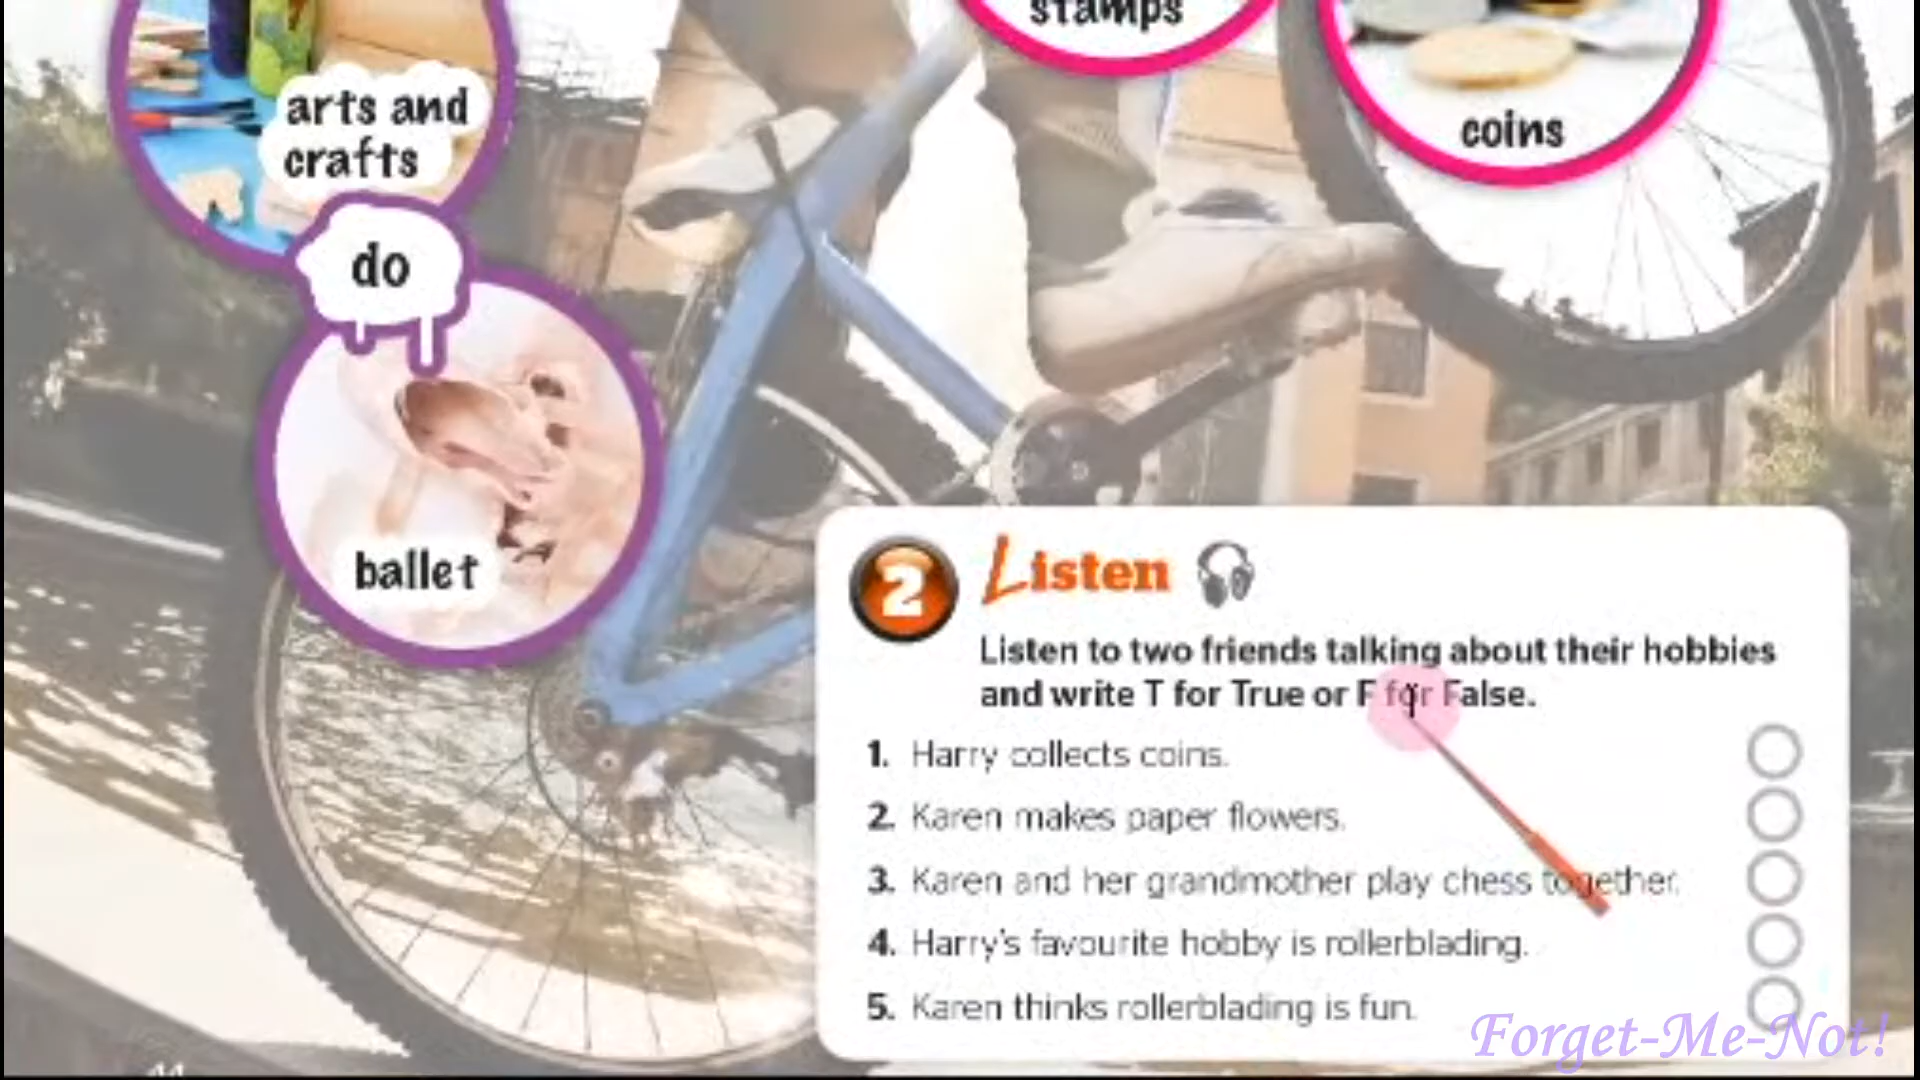 stamps
arts and
crafts
coins
do
ballet
2 Listen
Listen to two friends talking about their hobbies
and write T for True or F for False.
1. Harry collects coins.
2. Karen makes paper flowers.
3. Karen and her grandmother play chess together.
4. Harry's favourite hobby is rollerblading.
5. Karen thinks rollerblading is fun.
Forget-Me-Not!
44